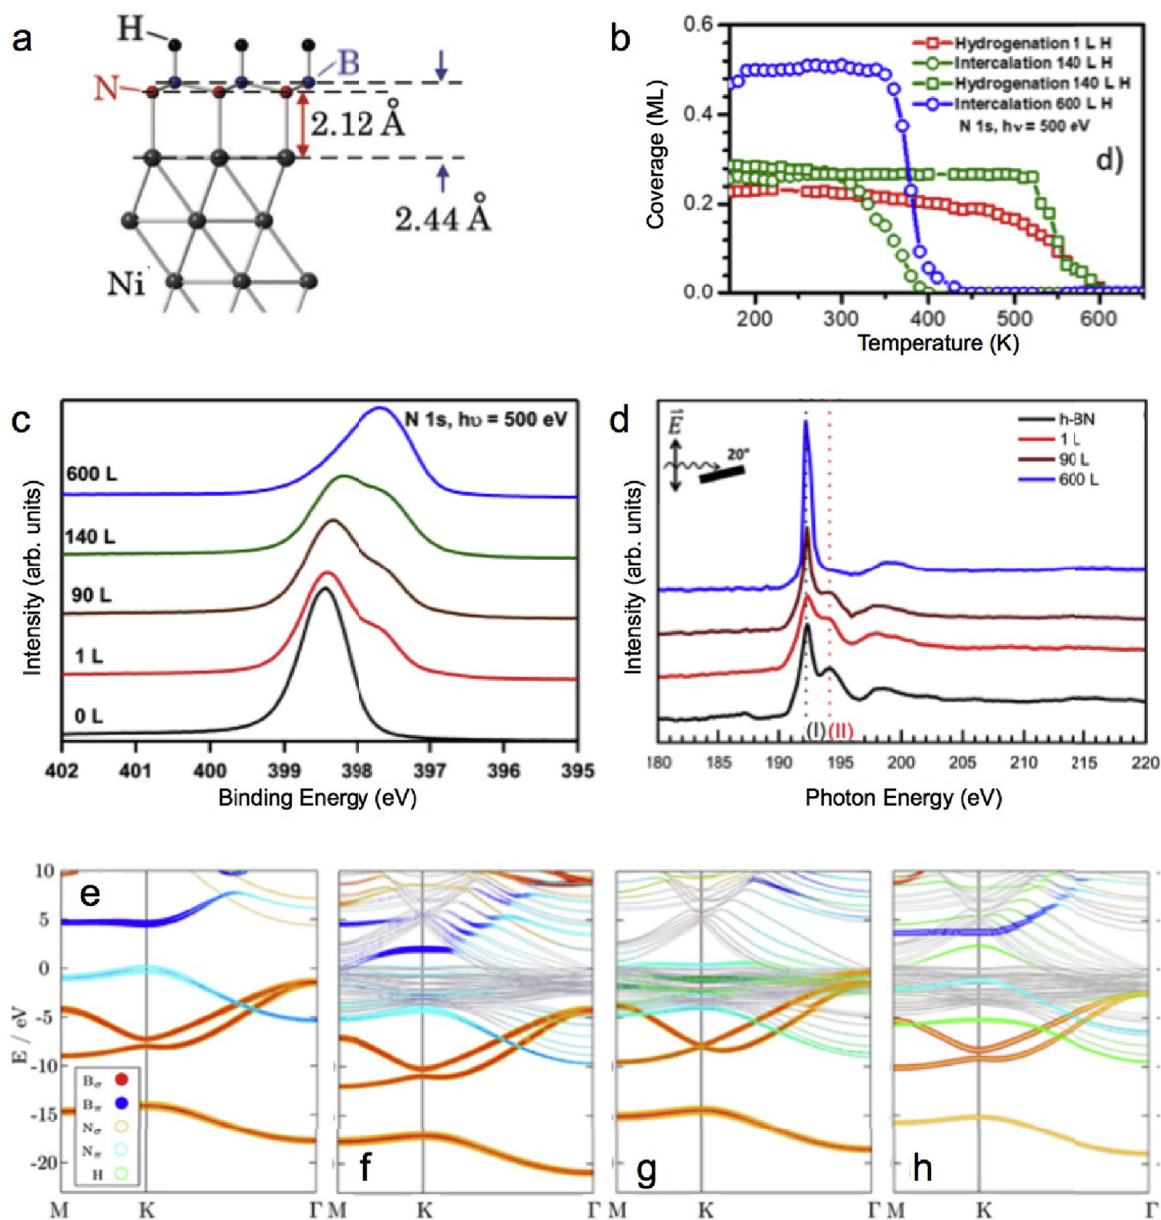 a
H
B
N
2.12 Å
2.44 Å
Ni
b
0.6
0.4
0.2
0.0
Coverage (ML)
Hydrogenation 1 L H
Intercalation 140 L H
Hydrogenation 140 L H
Intercalation 600 L H
N 1s, hν = 500 eV
d)
200 300 400 500 600
Temperature (K)
c
N 1s, hυ = 500 eV
600 L
140 L
90 L
1 L
0 L
Intensity (arb. units)
402 401 400 399 398 397 396 395
Binding Energy (eV)
d
E
20°
h-BN
1 L
90 L
600 L
(I) (II)
Intensity (arb. units)
180 185 190 195 200 205 210 215 220
Photon Energy (eV)
e
10
5
0
-5
-10
-15
-20
E / eV
Bσ
Bπ
Nσ
Nπ
H
M K Γ
f
M K Γ
g
M K Γ
h
M K Γ